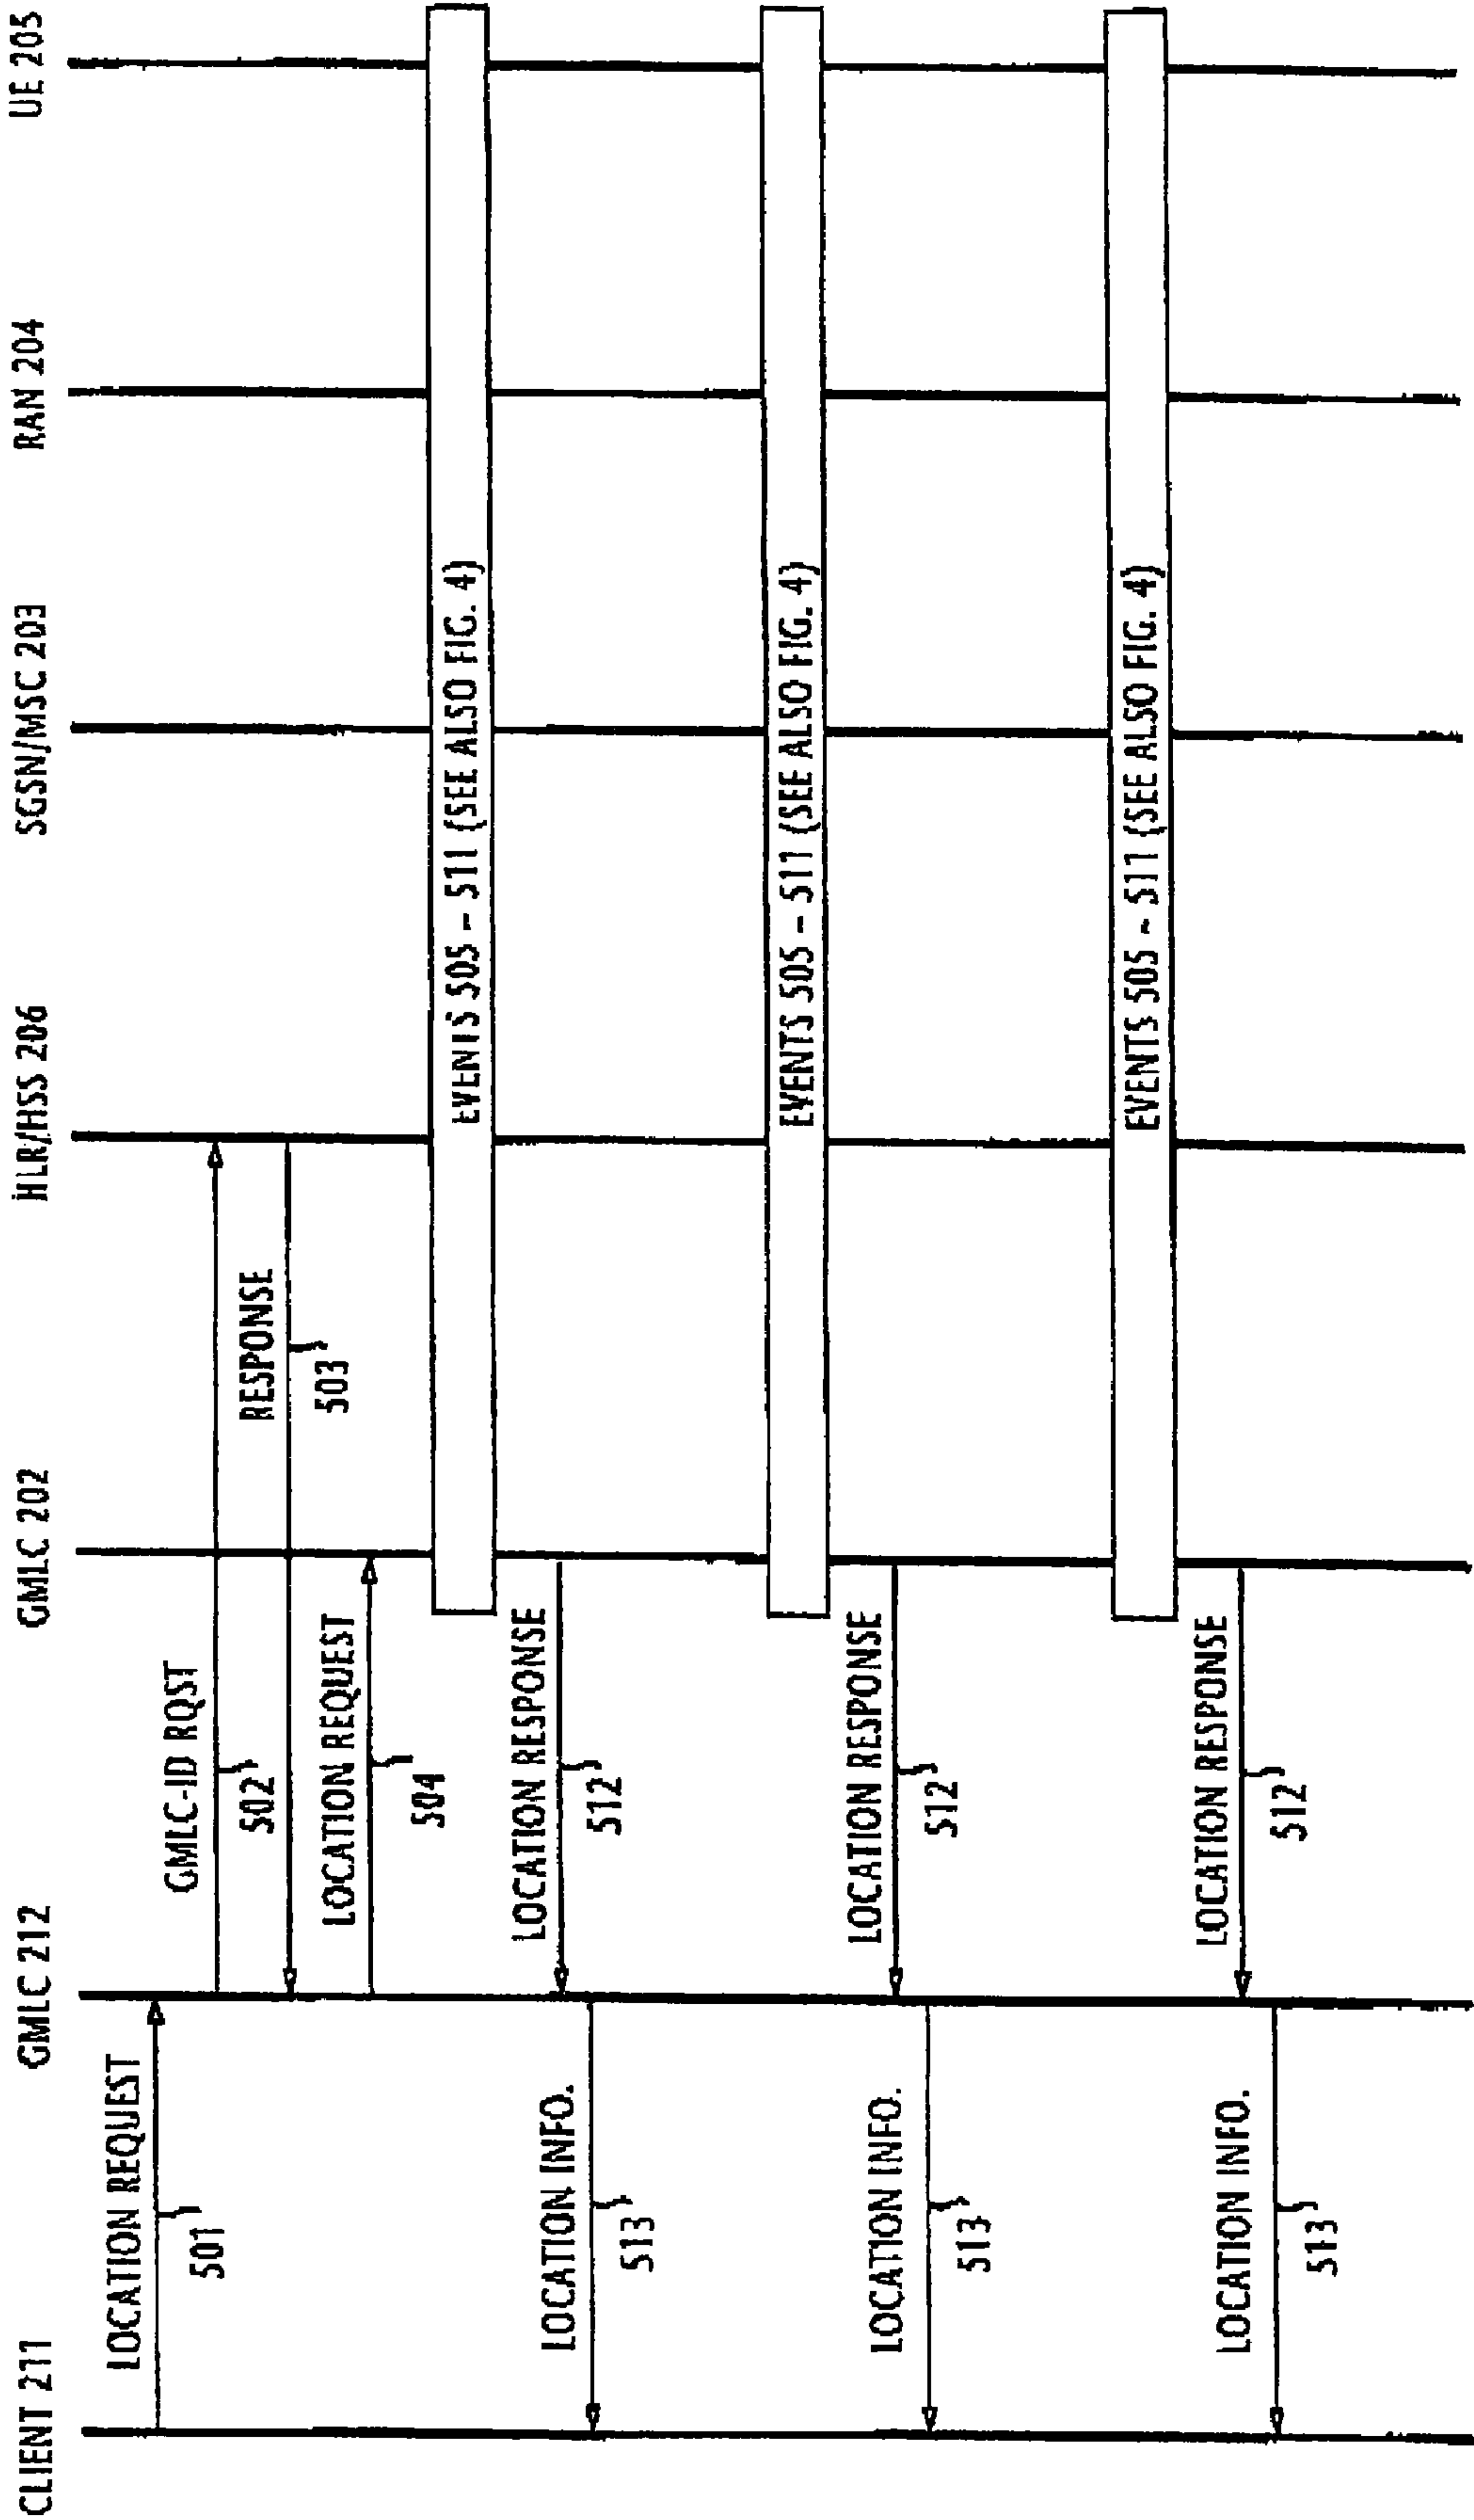 CLIENT 211
GMLC 212
GMLC 202
HLR/HSS 206
SGSN/MSC 203
RAN 204
UE 205
LOCATION REQUEST
501
GMLC-ID RQST
502
RESPONSE
503
LOCATION REQUEST
504
EVENTS 505 - 511 (SEE ALSO FIG. 4)
LOCATION RESPONSE
512
LOCATION INFO.
513
EVENTS 505 - 511 (SEE ALSO FIG. 4)
LOCATION RESPONSE
512
LOCATION INFO.
513
EVENTS 505 - 511 (SEE ALSO FIG. 4)
LOCATION RESPONSE
512
LOCATION INFO.
513